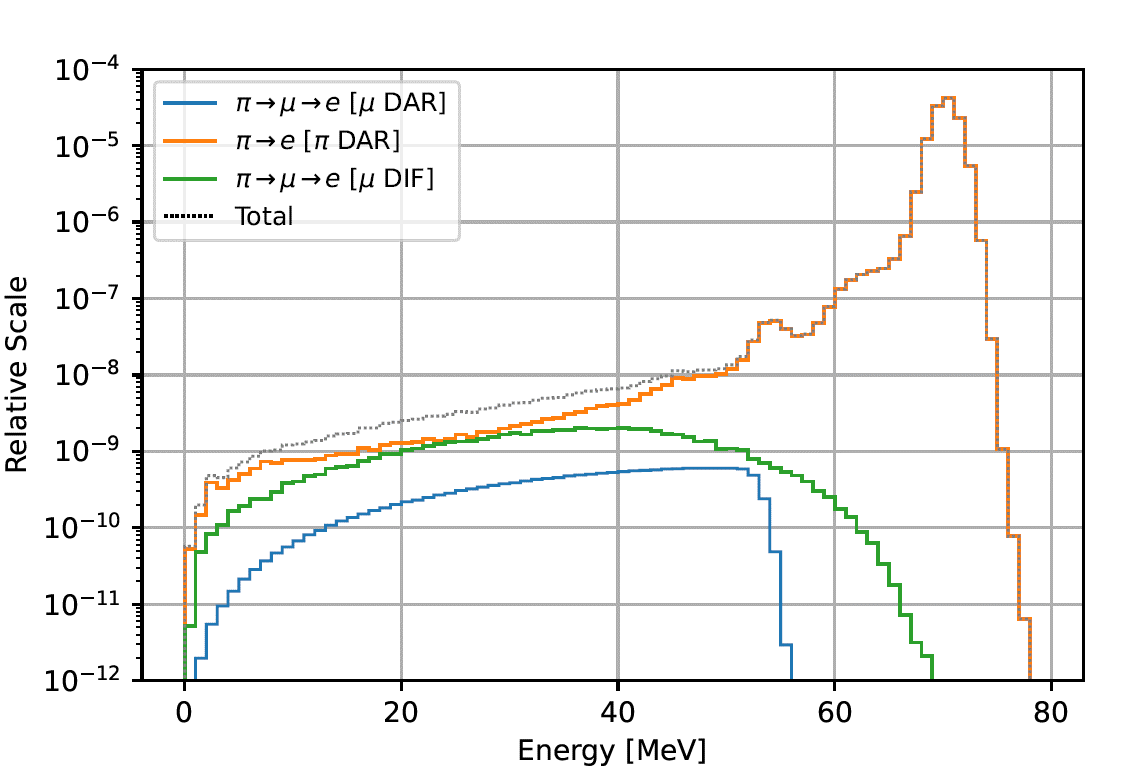 Relative Scale
10⁻⁴
10⁻⁵
10⁻⁶
10⁻⁷
10⁻⁸
10⁻⁹
10⁻¹⁰
10⁻¹¹
10⁻¹²
π→μ→e [μ DAR]
π→e [π DAR]
π→μ→e [μ DIF]
Total
0 20 40 60 80
Energy [MeV]